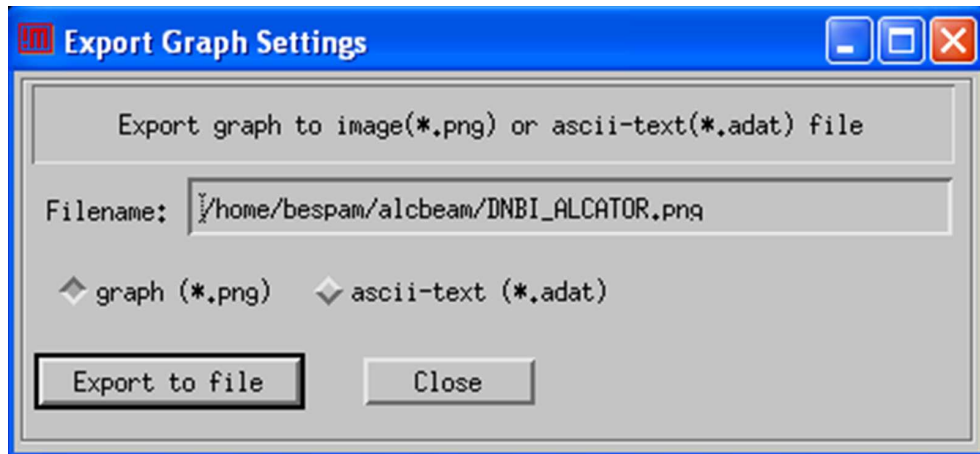 Export Graph Settings
Export graph to image(*.png) or ascii-text(*.adat) file
Filename: /home/bespam/alcbeam/DNBI_ALCATOR.png
graph (*.png) ascii-text (*.adat)
Export to file Close